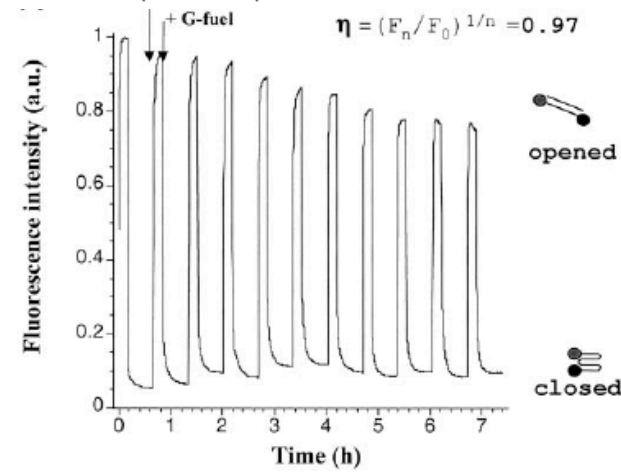 + G-fuel
η = (Fn/F0)1/n =0.97
Fluorescence intensity (a.u.)
1
0.8
0.6
0.4
0.2
0
0 1 2 3 4 5 6 7
Time (h)
opened
closed